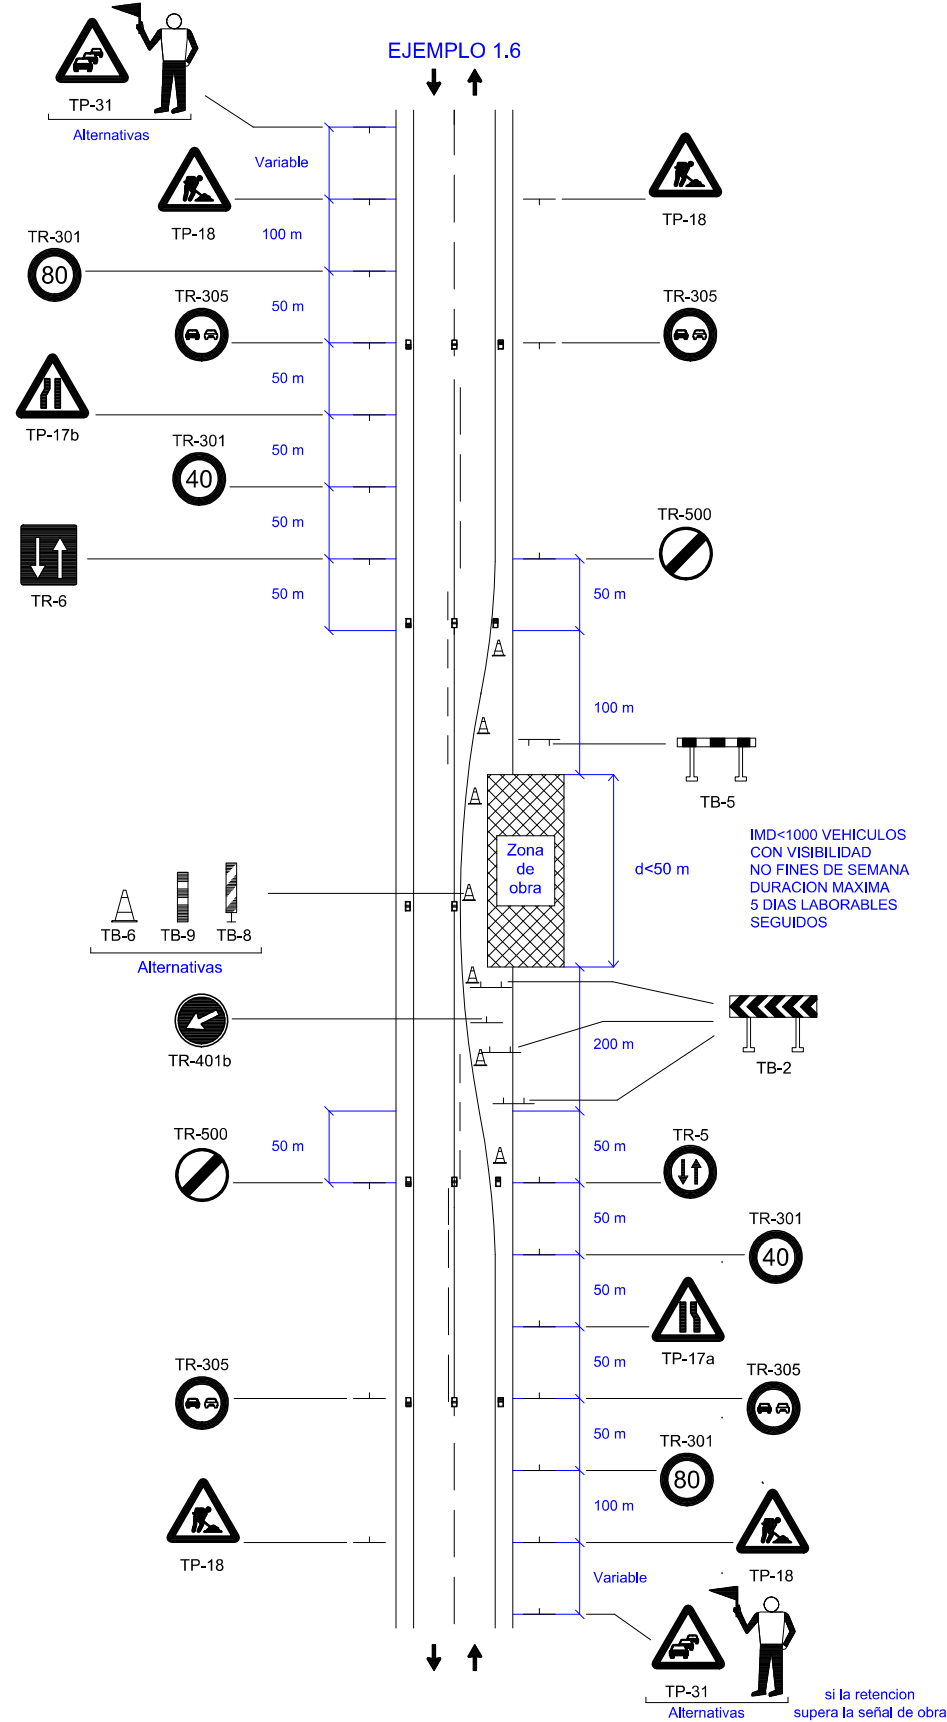 EJEMPLO 1.6
TP-31
Alternativas
Variable
TP-18
TP-18
100 m
TR-301
80
50 m
TR-305
TR-305
50 m
TP-17b
TR-301
50 m
40
TR-500
50 m
TR-6
50 m
50 m
100 m
TB-5
IMD<1000 VEHICULOS
CON VISIBILIDAD
NO FINES DE SEMANA
DURACION MAXIMA
5 DIAS LABORABLES
SEGUIDOS
Zona
de
obra
d<50 m
TB-6 TB-9 TB-8
Alternativas
TR-401b
200 m
TB-2
TR-500
50 m
50 m
TR-5
50 m
TR-301
40
50 m
TP-17a
50 m
TR-305
TR-305
50 m
TR-301
80
100 m
TP-18
TP-18
Variable
TP-31
Alternativas
si la retencion
supera la señal de obra